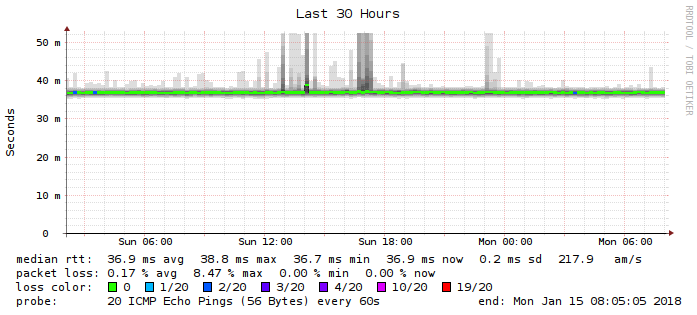 Last 30 Hours
RRDTOOL / TOBI OETIKER
Seconds
50 m
40 m
30 m
20 m
10 m
0
Sun 06:00 Sun 12:00 Sun 18:00 Mon 00:00 Mon 06:00
median rtt: 36.9 ms avg 38.8 ms max 36.7 ms min 36.9 ms now 0.2 ms sd 217.9 am/s
packet loss: 0.17 % avg 8.47 % max 0.00 % min 0.00 % now
loss color: 0 1/20 2/20 3/20 4/20 10/20 19/20
probe: 20 ICMP Echo Pings (56 Bytes) every 60s end: Mon Jan 15 08:05:05 2018